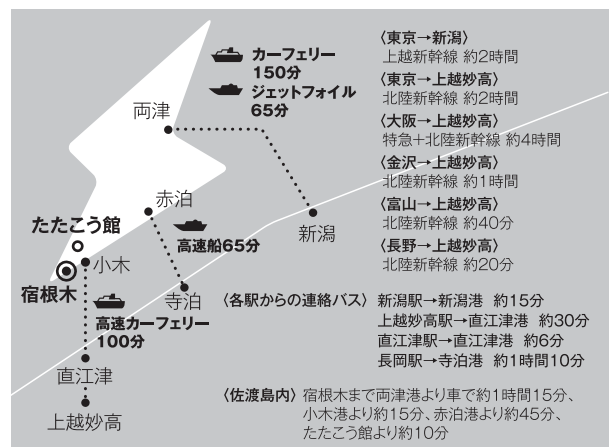 カーフェリー
150分
ジェットフォイル
65分
両津
赤泊
たたこう館
高速船65分
新潟
小木
宿根木
寺泊
高速カーフェリー
100分
直江津
上越妙高
〈東京→新潟〉
上越新幹線 約2時間
〈東京→上越妙高〉
北陸新幹線 約2時間
〈大阪→上越妙高〉
特急＋北陸新幹線 約4時間
〈金沢→上越妙高〉
北陸新幹線 約1時間
〈富山→上越妙高〉
北陸新幹線 約40分
〈長野→上越妙高〉
北陸新幹線 約20分
〈各駅からの連絡バス〉 新潟駅→新潟港 約15分
上越妙高駅→直江津港 約30分
直江津駅→直江津港 約6分
長岡駅→寺泊港 約1時間10分
〈佐渡島内〉 宿根木まで両津港より車で約1時間15分、
小木港より約15分、赤泊港より約45分、
たたこう館より約10分